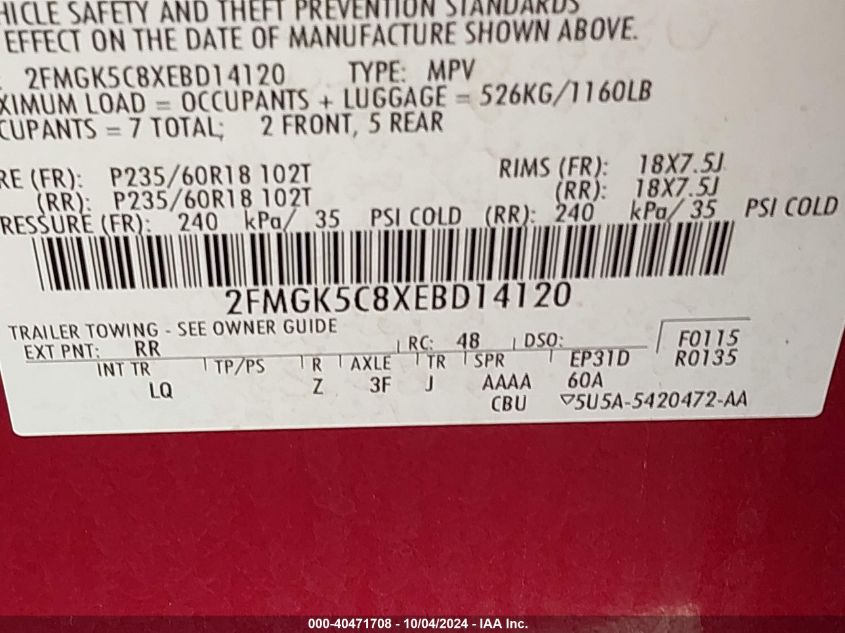 HICLE SAFETY AND THEFT PREVENTION STANDARDS
EFFECT ON THE DATE OF MANUFACTURE SHOWN ABOVE.
2FMGK5C8XEBD14120 TYPE: MPV
XIMUM LOAD = OCCUPANTS + LUGGAGE = 526KG/1160LB
CUPANTS = 7 TOTAL; 2 FRONT, 5 REAR
RE (FR): P235/60R18 102T RIMS (FR): 18X7.5J
(RR): P235/60R18 102T (RR): 18X7.5J
RESSURE (FR): 240 kPa/ 35 PSI COLD (RR): 240 kPa/ 35 PSI COLD
2FMGK5C8XEBD14120
TRAILER TOWING - SEE OWNER GUIDE
EXT PNT: RR RC: 48 DSO: F0115
INT TR TP/PS R AXLE TR SPR EP31D R0135
LQ Z 3F J AAAA 60A
CBU ▽5U5A-5420472-AA
000-40471708 - 10/04/2024 - IAA Inc.